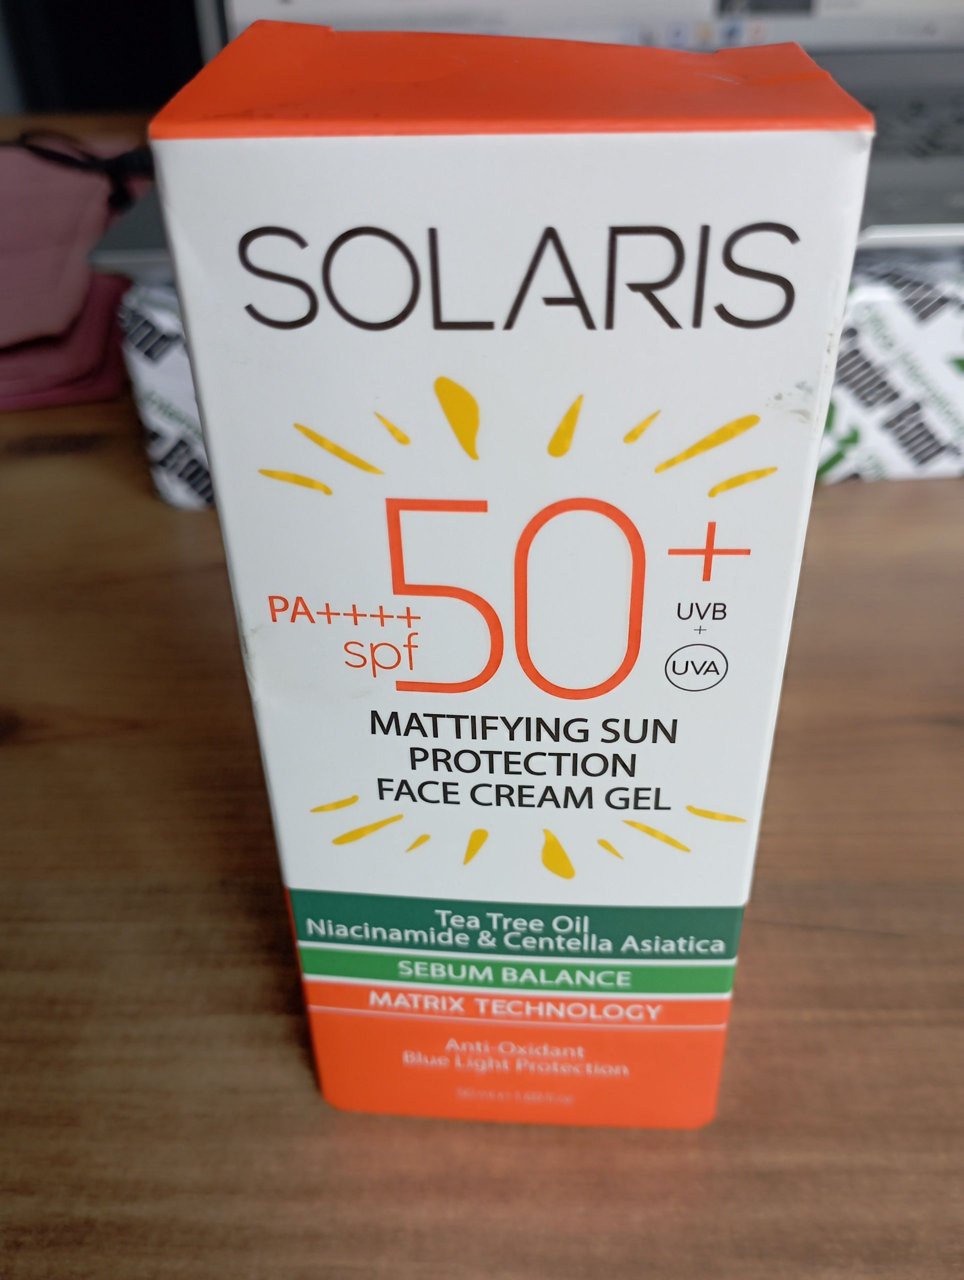 SOLARIS
50+
PA++++
spf
UVB
+
UVA
MATTIFYING SUN
PROTECTION
FACE CREAM GEL
Tea Tree Oil
Niacinamide & Centella Asiatica
SEBUM BALANCE
MATRIX TECHNOLOGY
Anti-Oxidant
Blue Light Protection